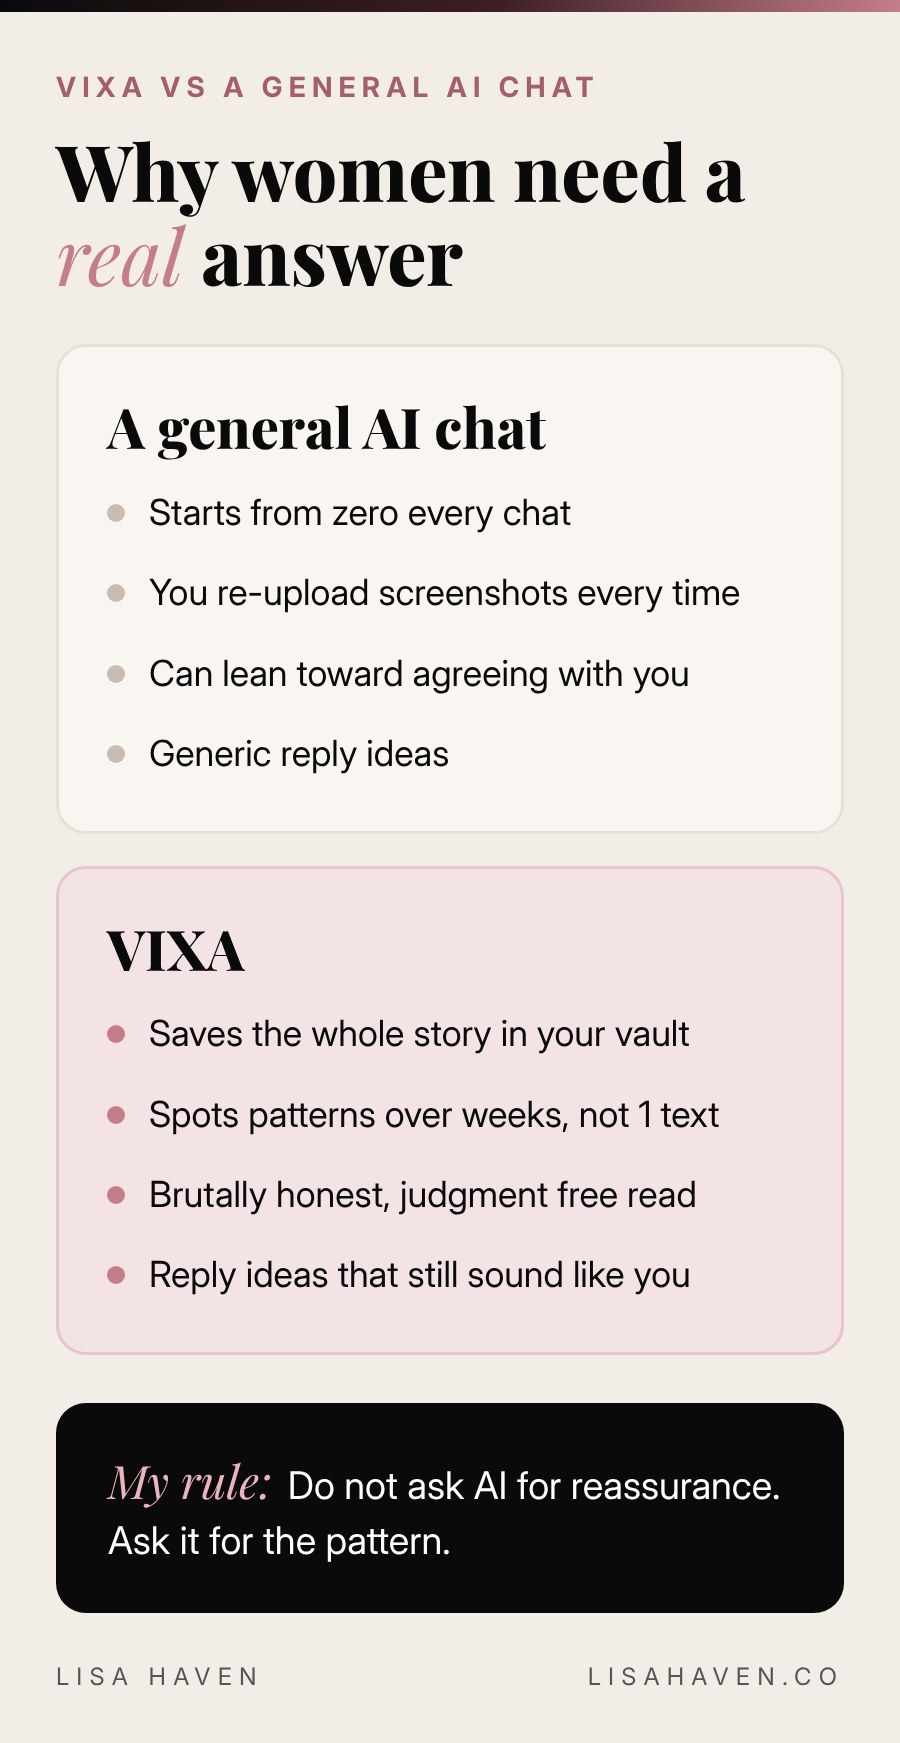 VIXA VS A GENERAL AI CHAT
Why women need a
real answer
A general AI chat
Starts from zero every chat
You re-upload screenshots every time
Can lean toward agreeing with you
Generic reply ideas
VIXA
Saves the whole story in your vault
Spots patterns over weeks, not 1 text
Brutally honest, judgment free read
Reply ideas that still sound like you
My rule: Do not ask AI for reassurance.
Ask it for the pattern.
LISA HAVEN
LISAHAVEN.CO